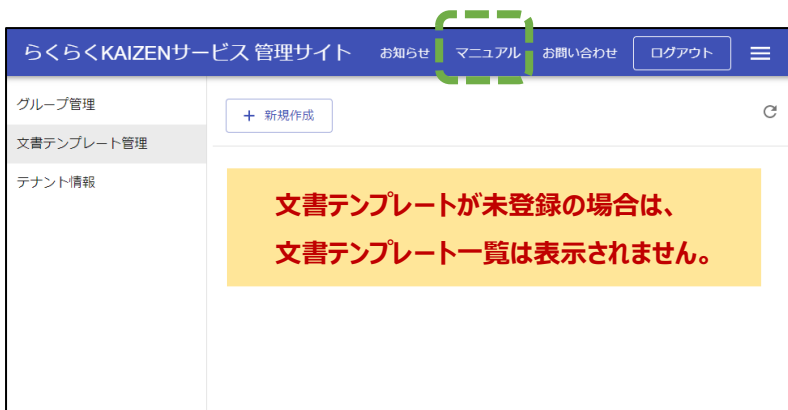 らくらくKAIZENサービス 管理サイト お知らせ マニュアル お問い合わせ ログアウト
グループ管理
+ 新規作成
文書テンプレート管理
テナント情報
文書テンプレートが未登録の場合は、
文書テンプレート一覧は表示されません。